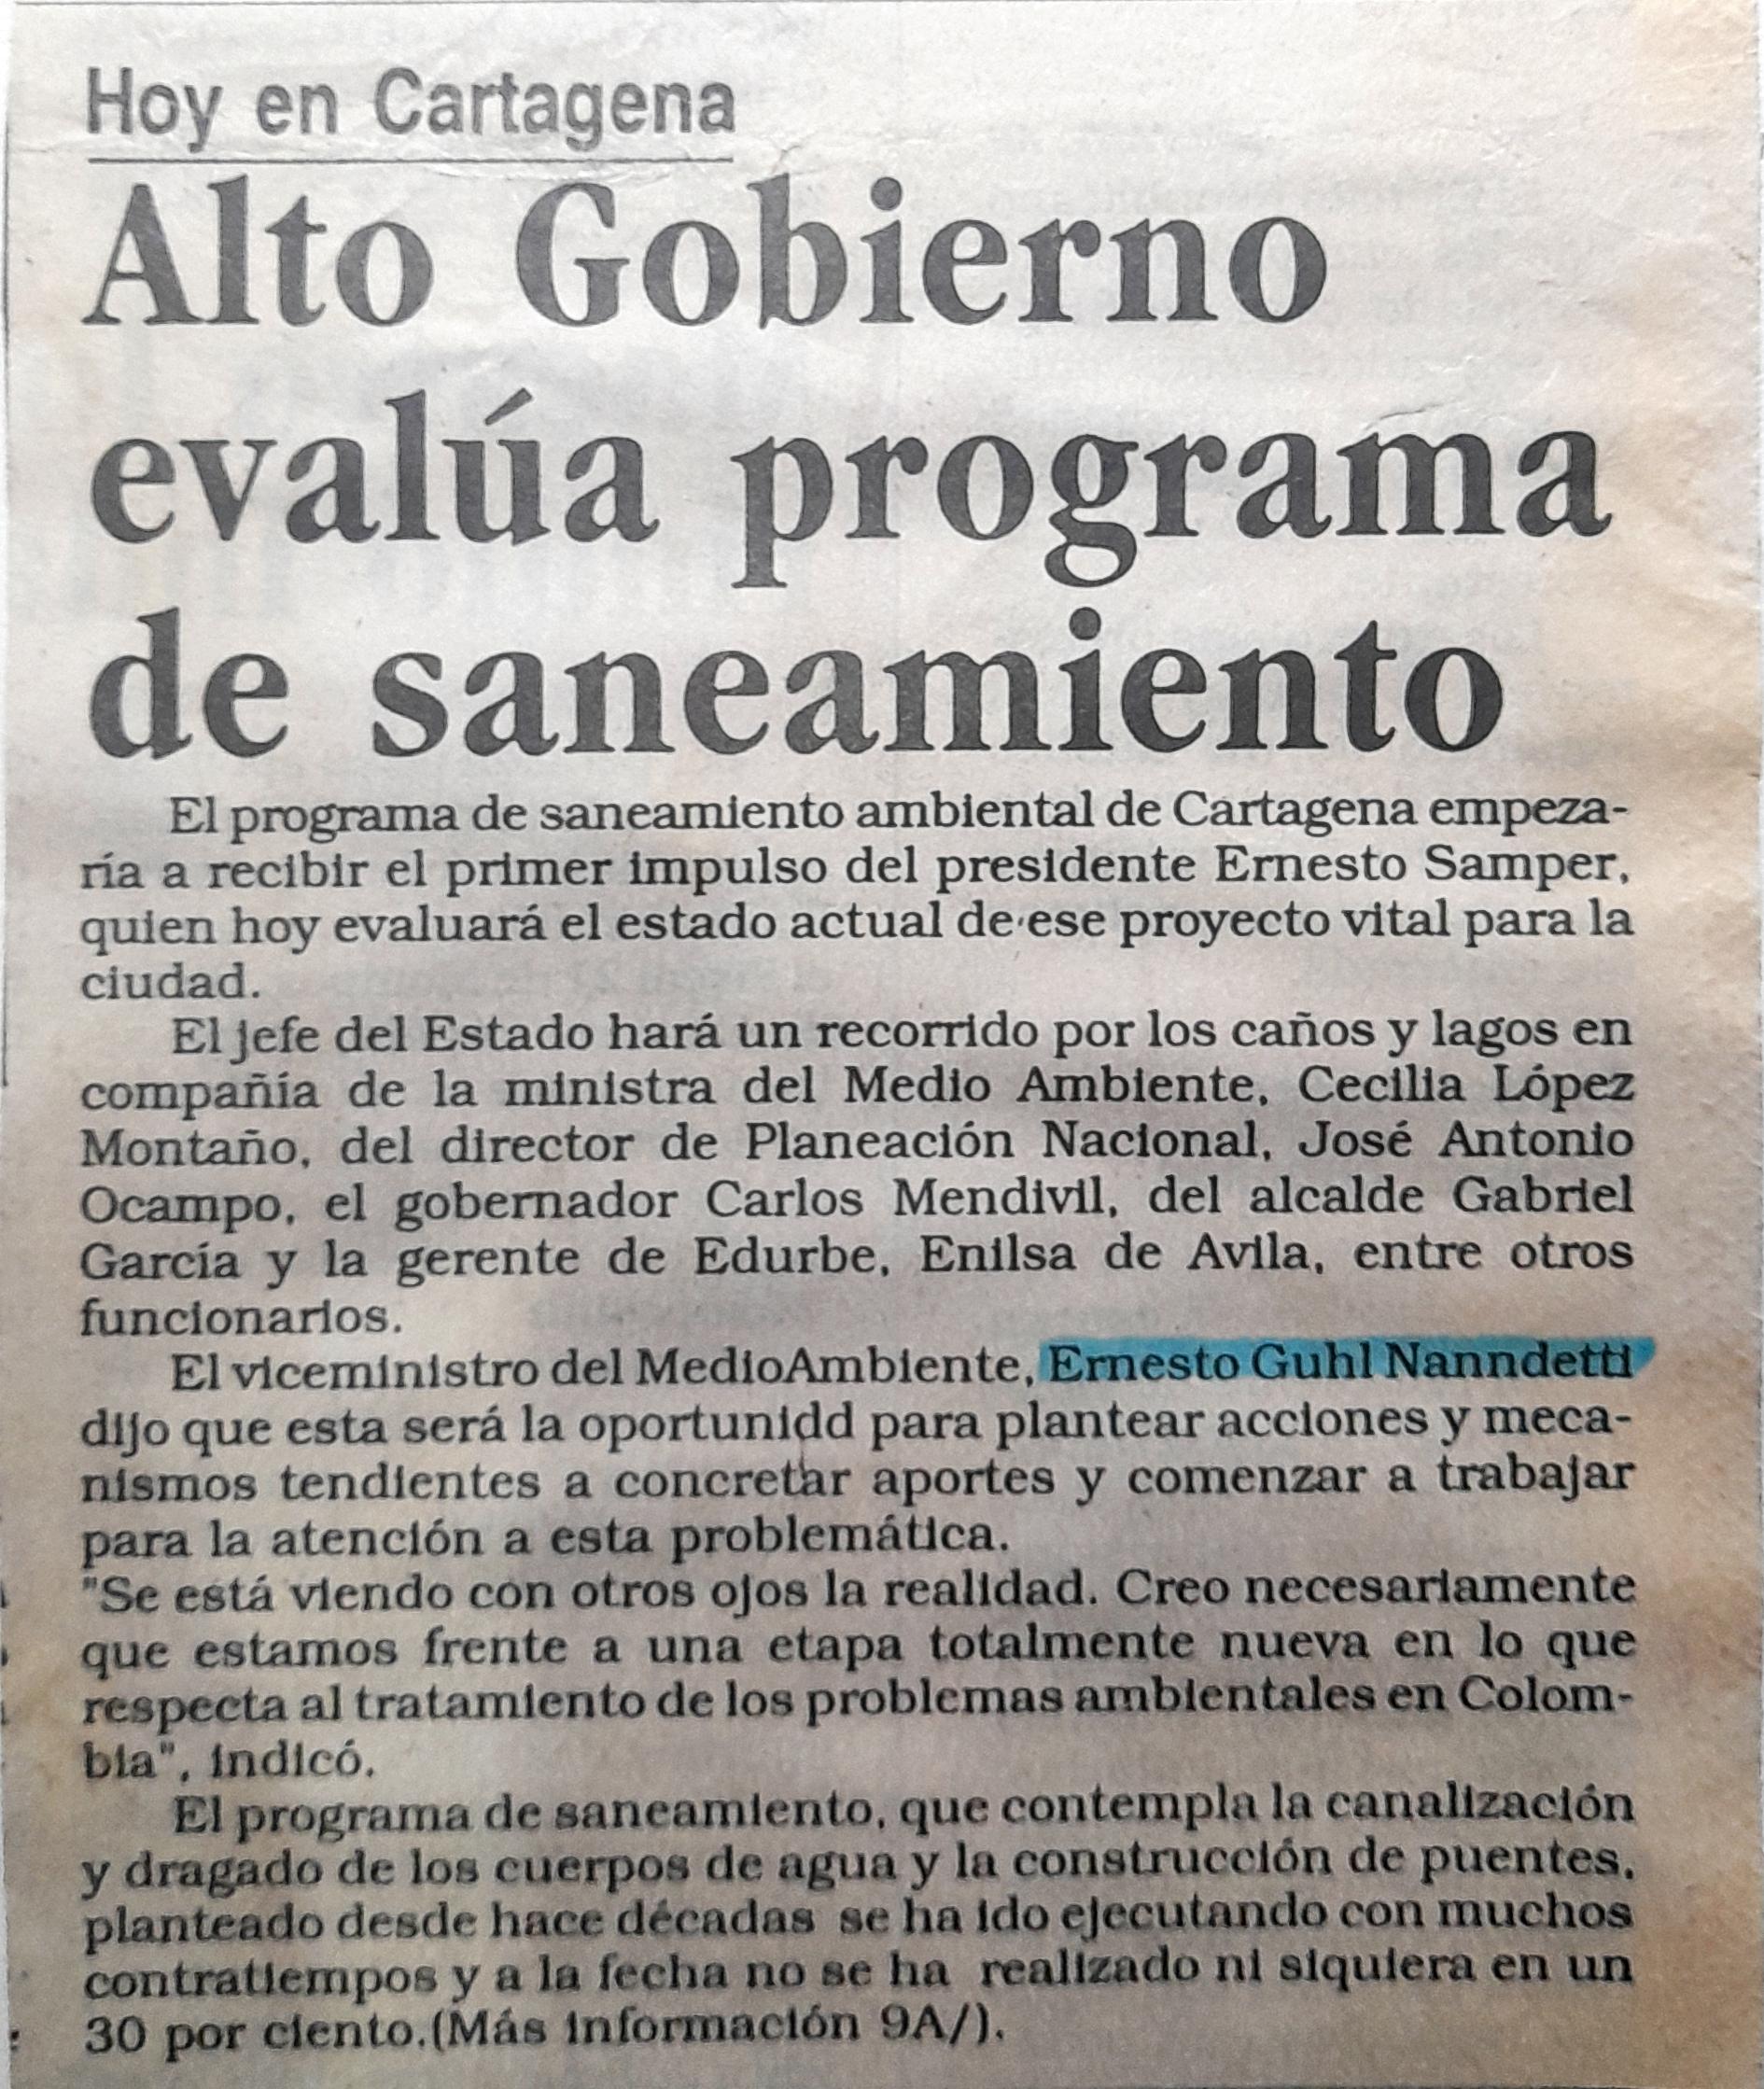 Hoy en Cartagena
Alto Gobierno
evalúa programa
de saneamiento
El programa de saneamiento ambiental de Cartagena empeza-
ría a recibir el primer impulso del presidente Ernesto Samper,
quien hoy evaluará el estado actual de ese proyecto vital para la
ciudad.
El jefe del Estado hará un recorrido por los caños y lagos en
compañía de la ministra del Medio Ambiente, Cecilia López
Montaño, del director de Planeación Nacional, José Antonio
Ocampo, el gobernador Carlos Mendivil, del alcalde Gabriel
García y la gerente de Edurbe, Enilsa de Avila, entre otros
funcionarios.
El viceministro del MedioAmbiente, Ernesto Guhl Nanndetti
dijo que esta será la oportunidd para plantear acciones y meca-
nismos tendientes a concretar aportes y comenzar a trabajar
para la atención a esta problemática.
"Se está viendo con otros ojos la realidad. Creo necesariamente
que estamos frente a una etapa totalmente nueva en lo que
respecta al tratamiento de los problemas ambientales en Colom-
bia", indicó.
El programa de saneamiento, que contempla la canalización
y dragado de los cuerpos de agua y la construcción de puentes,
planteado desde hace décadas se ha ido ejecutando con muchos
contratiempos y a la fecha no se ha realizado ni siquiera en un
30 por ciento.(Más información 9A/).